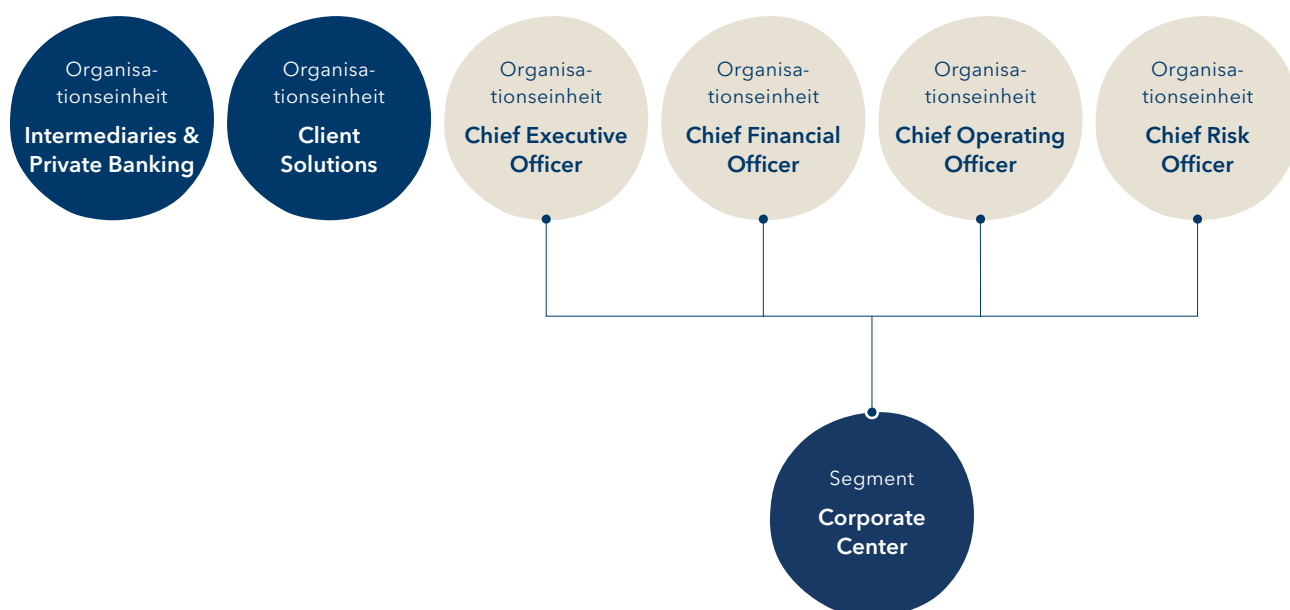 Organisa-
tionseinheit
Intermediaries &
Private Banking
Organisa-
tionseinheit
Client
Solutions
Organisa-
tionseinheit
Chief Executive
Officer
Organisa-
tionseinheit
Chief Financial
Officer
Organisa-
tionseinheit
Chief Operating
Officer
Organisa-
tionseinheit
Chief Risk
Officer
Segment
Corporate
Center